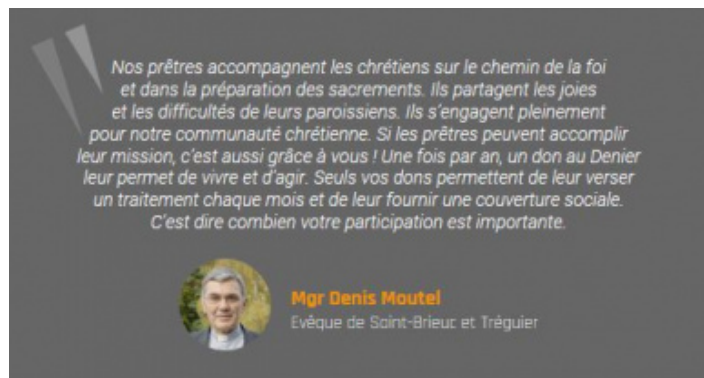 Nos prêtres accompagnent les chrétiens sur le chemin de la foi
et dans la préparation des sacrements. Ils partagent les joies
et les difficultés de leurs paroissiens. Ils s'engagent pleinement
pour notre communauté chrétienne. Si les prêtres peuvent accomplir
leur mission, c'est aussi grâce à vous ! Une fois par an, un don au Denier
leur permet de vivre et d'agir. Seuls vos dons permettent de leur verser
un traitement chaque mois et de leur fournir une couverture sociale.
C'est dire combien votre participation est importante.
Mgr Denis Moutel
Evêque de Saint-Brieuc et Tréguier